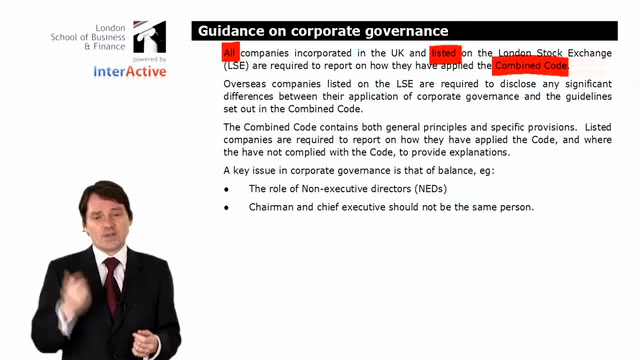 London
School of Business
& Finance
powered by
InterActive
Guidance on corporate governance
All companies incorporated in the UK and listed on the London Stock Exchange
(LSE) are required to report on how they have applied the Combined Code.
Overseas companies listed on the LSE are required to disclose any significant
differences between their application of corporate governance and the guidelines
set out in the Combined Code.
The Combined Code contains both general principles and specific provisions. Listed
companies are required to report on how they have applied the Code, and where
the have not complied with the Code, to provide explanations.
A key issue in corporate governance is that of balance, eg:
● The role of Non-executive directors (NEDs)
● Chairman and chief executive should not be the same person.